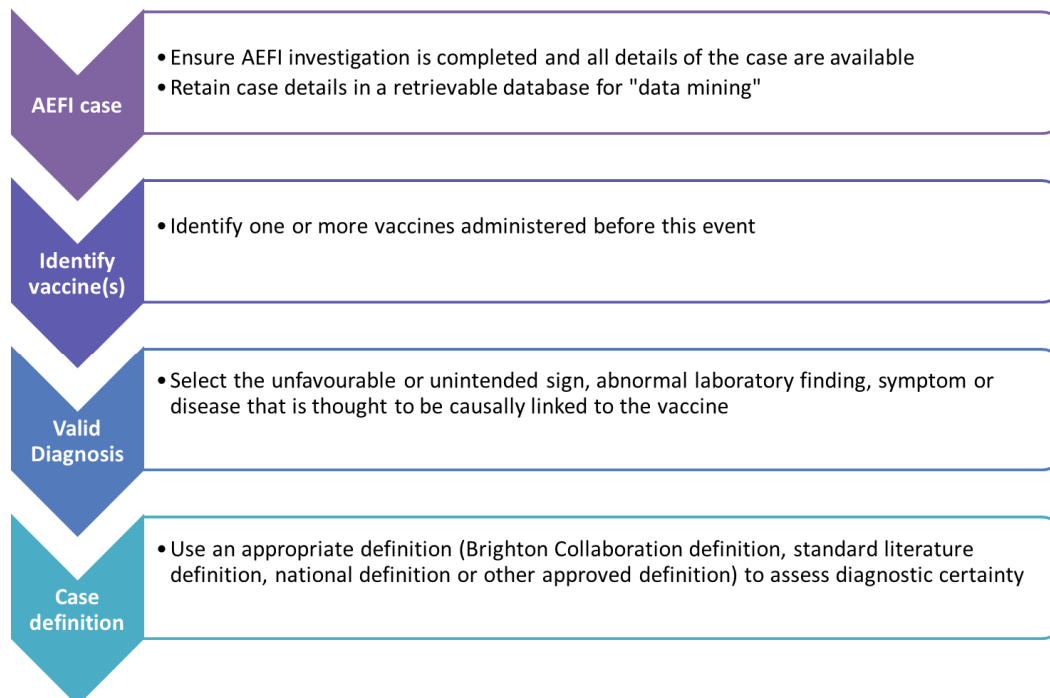 AEFI case
• Ensure AEFI investigation is completed and all details of the case are available
• Retain case details in a retrievable database for "data mining"
Identify
vaccine(s)
• Identify one or more vaccines administered before this event
Valid
Diagnosis
• Select the unfavourable or unintended sign, abnormal laboratory finding, symptom or
disease that is thought to be causally linked to the vaccine
Case
definition
• Use an appropriate definition (Brighton Collaboration definition, standard literature
definition, national definition or other approved definition) to assess diagnostic certainty